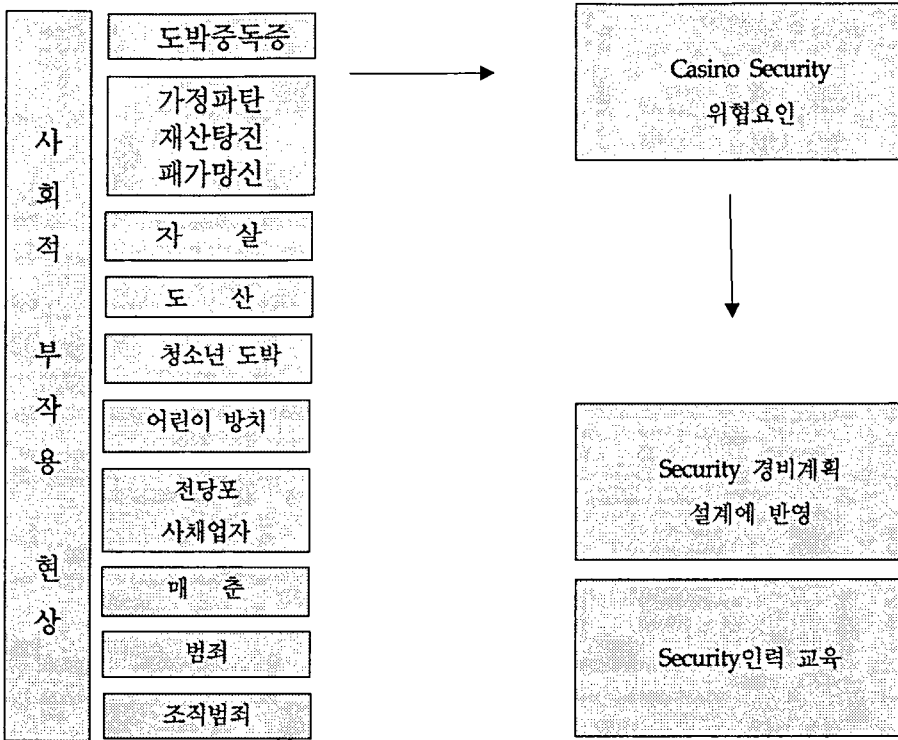 사회적 부작용 현상
도박중독증
가정파탄
재산탕진
패가망신
자 살
도 산
청소년 도박
어린이 방치
전당포
사채업자
매 춘
범죄
조직범죄
Casino Security
위협요인
Security 경비계획
설계에 반영
Security인력 교육